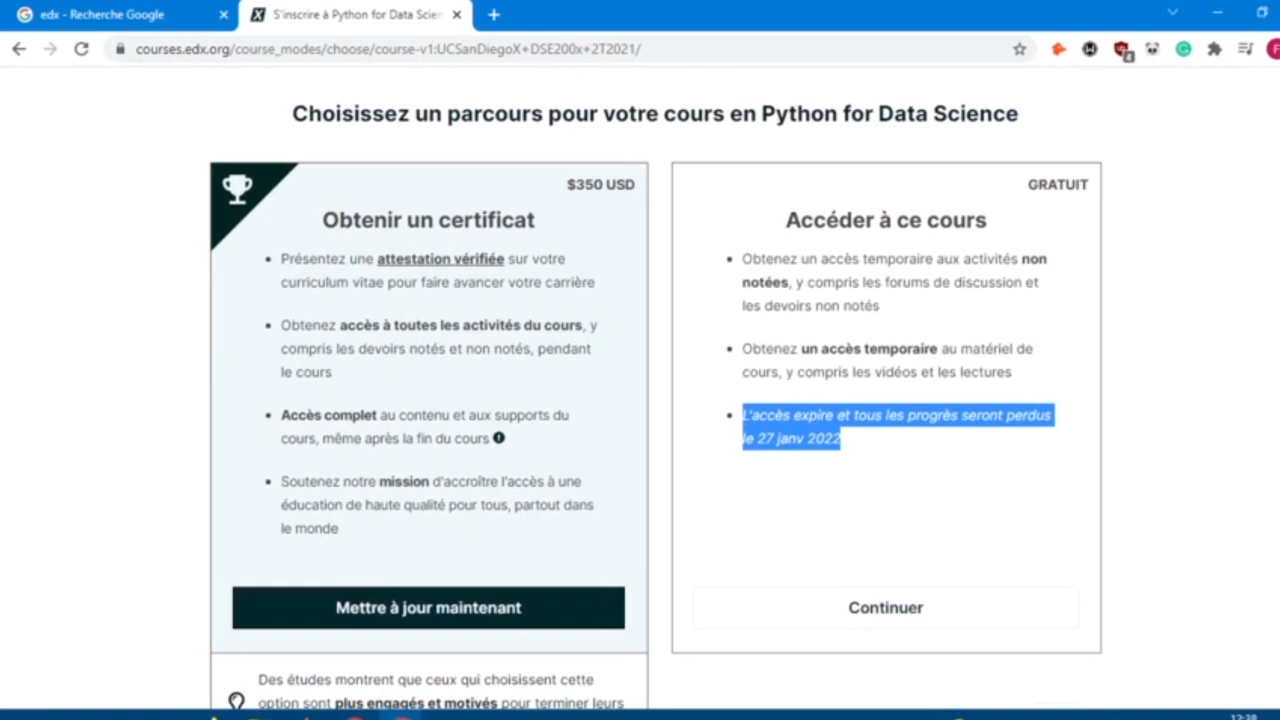 edx - Recherche Google
S'inscrire à Python for Data Scien
courses.edx.org/course_modes/choose/course-v1:UCSanDiegoX+DSE200x+2T2021/
Choisissez un parcours pour votre cours en Python for Data Science
$350 USD
Obtenir un certificat
Présentez une attestation vérifiée sur votre
curriculum vitae pour faire avancer votre carrière
Obtenez accès à toutes les activités du cours, y
compris les devoirs notés et non notés, pendant
le cours
Accès complet au contenu et aux supports du
cours, même après la fin du cours
Soutenez notre mission d'accroître l'accès à une
éducation de haute qualité pour tous, partout dans
le monde
Mettre à jour maintenant
Des études montrent que ceux qui choisissent cette
option sont plus engagés et motivés pour terminer leurs
GRATUIT
Accéder à ce cours
Obtenez un accès temporaire aux activités non
notées, y compris les forums de discussion et
les devoirs non notés
Obtenez un accès temporaire au matériel de
cours, y compris les vidéos et les lectures
L'accès expire et tous les progrès seront perdus
le 27 janv 2022
Continuer